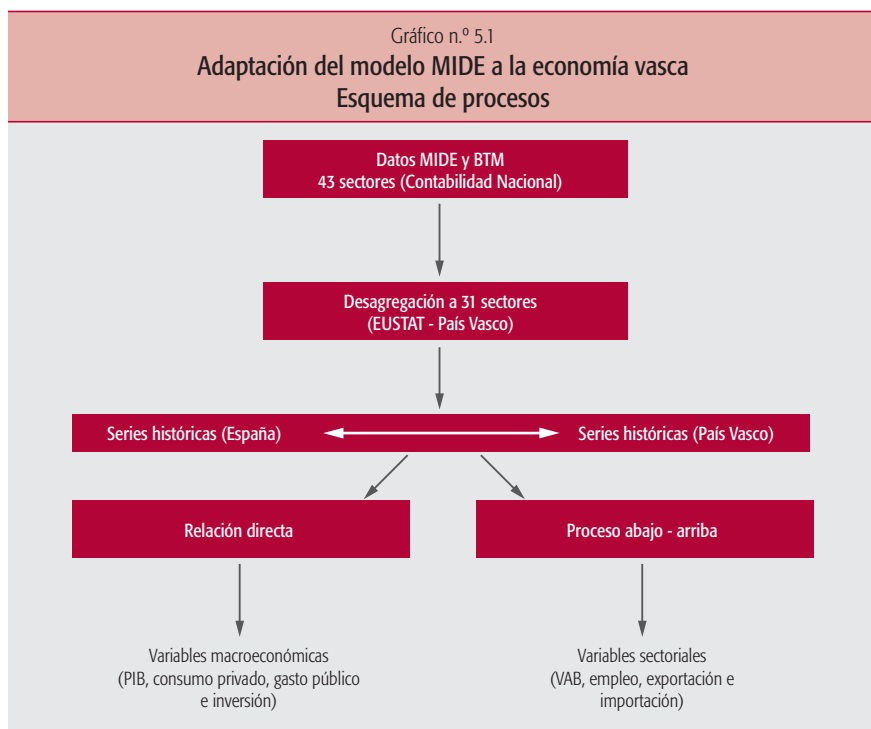 Gráfico n.º 5.1
Adaptación del modelo MIDE a la economía vasca
Esquema de procesos
Datos MIDE y BTM
43 sectores (Contabilidad Nacional)
Desagregación a 31 sectores
(EUSTAT - País Vasco)
Series históricas (España)
Series históricas (País Vasco)
Relación directa
Proceso abajo - arriba
Variables macroeconómicas
(PIB, consumo privado, gasto público
e inversión)
Variables sectoriales
(VAB, empleo, exportación e
importación)